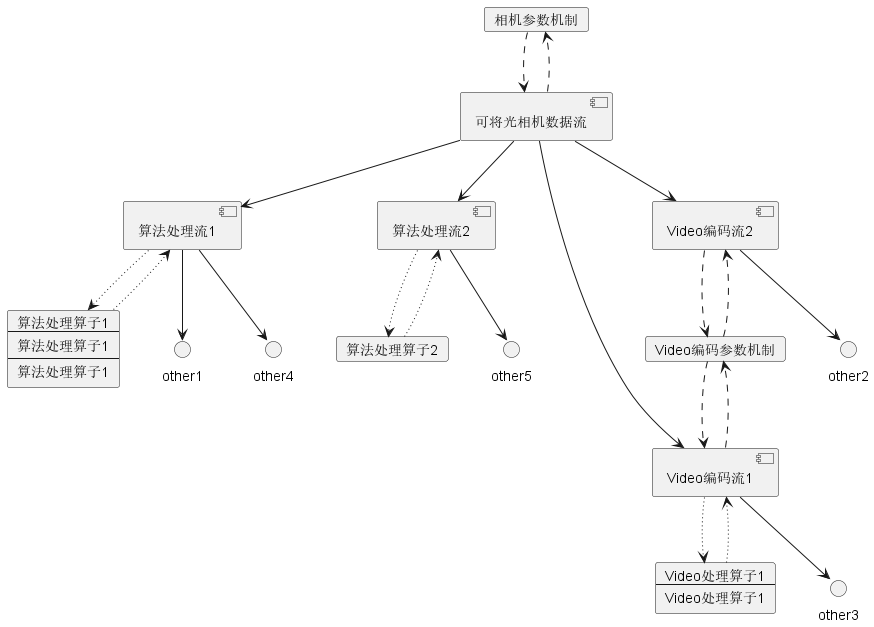 相机参数机制
可将光相机数据流
算法处理流1
算法处理流2
Video编码流2
算法处理算子1
算法处理算子1
算法处理算子1
other1
other4
算法处理算子2
other5
Video编码参数机制
other2
Video编码流1
Video处理算子1
Video处理算子1
other3